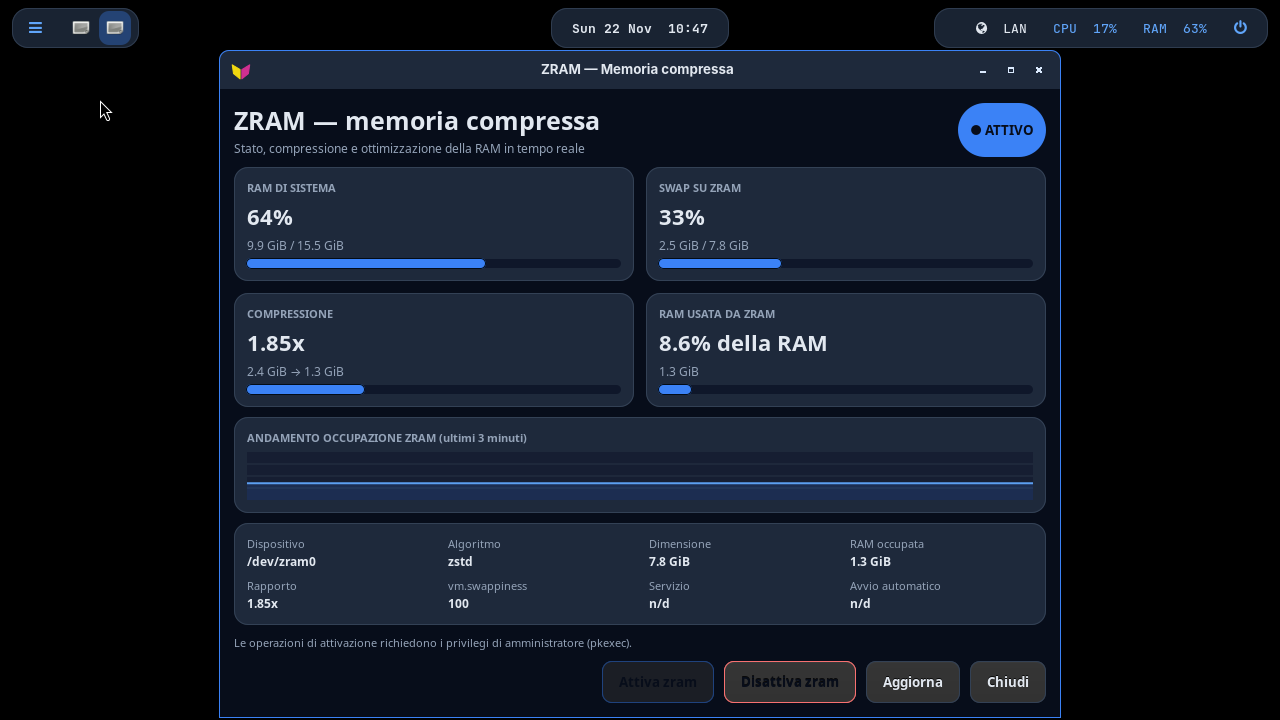 Sun 22 Nov 10:47
LAN CPU 17% RAM 63%
ZRAM — Memoria compressa
ZRAM — memoria compressa
Stato, compressione e ottimizzazione della RAM in tempo reale
ATTIVO
RAM DI SISTEMA
64%
9.9 GiB / 15.5 GiB
SWAP SU ZRAM
33%
2.5 GiB / 7.8 GiB
COMPRESSIONE
1.85x
2.4 GiB → 1.3 GiB
RAM USATA DA ZRAM
8.6% della RAM
1.3 GiB
ANDAMENTO OCCUPAZIONE ZRAM (ultimi 3 minuti)
Dispositivo Algoritmo Dimensione RAM occupata
/dev/zram0 zstd 7.8 GiB 1.3 GiB
Rapporto vm.swappiness Servizio Avvio automatico
1.85x 100 n/d n/d
Le operazioni di attivazione richiedono i privilegi di amministratore (pkexec).
Attiva zram Disattiva zram Aggiorna Chiudi